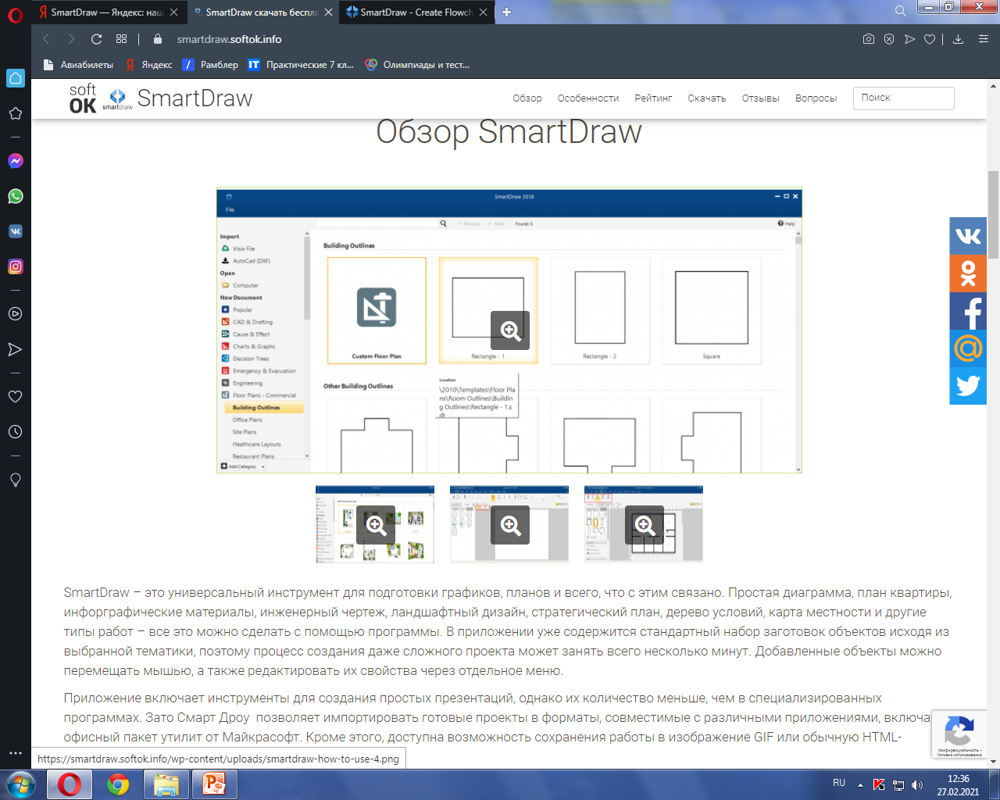 SmartDraw — Яндекс: наш
SmartDraw скачать беспла
SmartDraw - Create Flowch
smartdraw.softok.info
Авиабилеты
Яндекс
Рамблер
Практические 7 кл...
Олимпиады и тест...
soft
OK
smartdraw
SmartDraw
Обзор
Особенности
Рейтинг
Скачать
Отзывы
Вопросы
Поиск
Обзор SmartDraw
SmartDraw 2018
File
Previous
Next
Found: 0
Help
Import
Visio File
AutoCad (DXF)
Open
Computer
New Document
Popular
CAD & Drafting
Cause & Effect
Charts & Graphs
Decision Trees
Emergency & Evacuation
Engineering
Floor Plans - Commercial
Building Outlines
Office Plans
Site Plans
Healthcare Layouts
Restaurant Plans
Add Category
Building Outlines
Custom Floor Plan
Rectangle - 1
Rectangle - 2
Square
Other Building Outlines
Location
\2010\Templates\Floor Pla
ns\Room Outlines\Buildin
g Outlines\Rectangle - 1.s
dt
SmartDraw – это универсальный инструмент для подготовки графиков, планов и всего, что с этим связано. Простая диаграмма, план квартиры,
инфорграфические материалы, инженерный чертеж, ландшафтный дизайн, стратегический план, дерево условий, карта местности и другие
типы работ – все это можно сделать с помощью программы. В приложении уже содержится стандартный набор заготовок объектов исходя из
выбранной тематики, поэтому процесс создания даже сложного проекта может занять всего несколько минут. Добавленные объекты можно
перемещать мышью, а также редактировать их свойства через отдельное меню.
Приложение включает инструменты для создания простых презентаций, однако их количество меньше, чем в специализированных
программах. Зато Смарт Дроу  позволяет импортировать готовые проекты в форматы, совместимые с различными приложениями, включая
офисный пакет утилит от Майкрасофт. Кроме этого, доступна возможность сохранения работы в изображение GIF или обычную HTML-
Конфиденциальность -
Условия использования
https://smartdraw.softok.info/wp-content/uploads/smartdraw-how-to-use-4.png
RU
12:36
27.02.2021